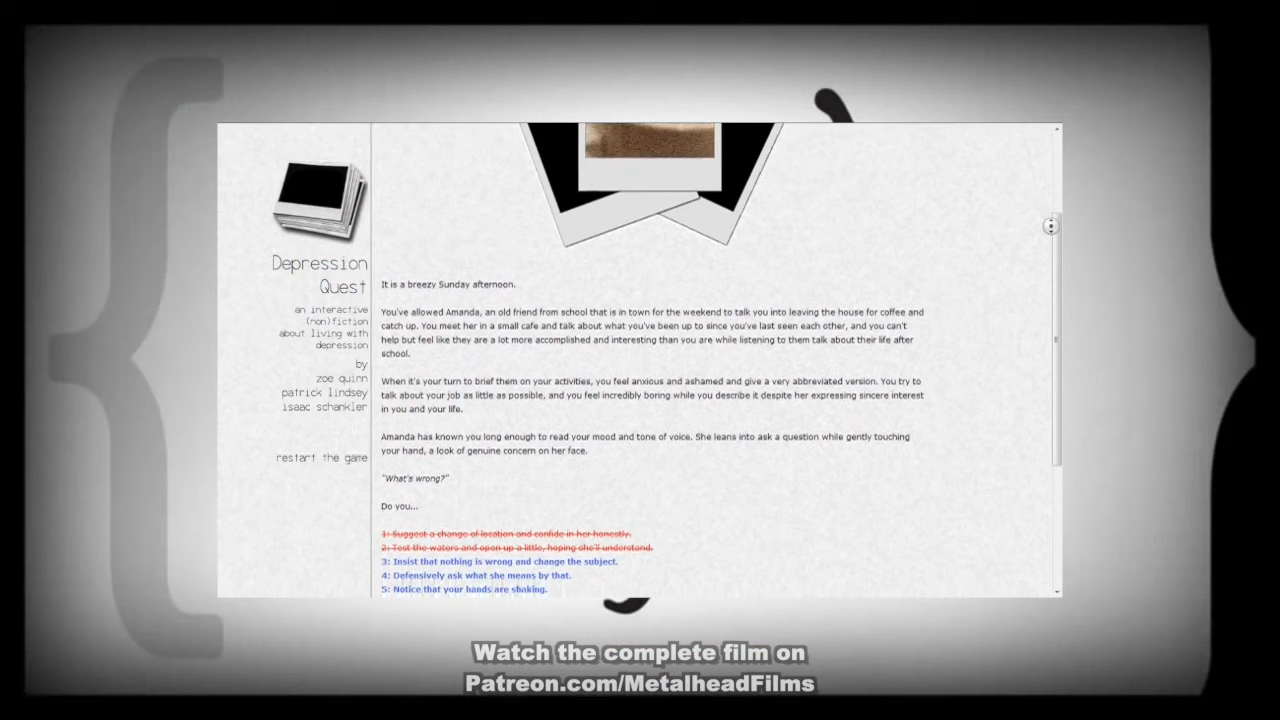 Depression
Quest
an interactive
(non)fiction
about living with
depression
by
zoe quinn
patrick lindsey
isaac schankler
restart the game
It is a breezy Sunday afternoon.
You've allowed Amanda, an old friend from school that is in town for the weekend to talk you into leaving the house for coffee and
catch up. You meet her in a small cafe and talk about what you've been up to since you've last seen each other, and you can't
help but feel like they are a lot more accomplished and interesting than you are while listening to them talk about their life after
school.
When it's your turn to brief them on your activities, you feel anxious and ashamed and give a very abbreviated version. You try to
talk about your job as little as possible, and you feel incredibly boring while you describe it despite her expressing sincere interest
in you and your life.
Amanda has known you long enough to read your mood and tone of voice. She leans into ask a question while gently touching
your hand, a look of genuine concern on her face.
"What's wrong?"
Do you...
1: Suggest a change of location and confide in her honestly.
2: Test the waters and open up a little, hoping she'll understand.
3: Insist that nothing is wrong and change the subject.
4: Defensively ask what she means by that.
5: Notice that your hands are shaking.
Watch the complete film on
Patreon.com/MetalheadFilms